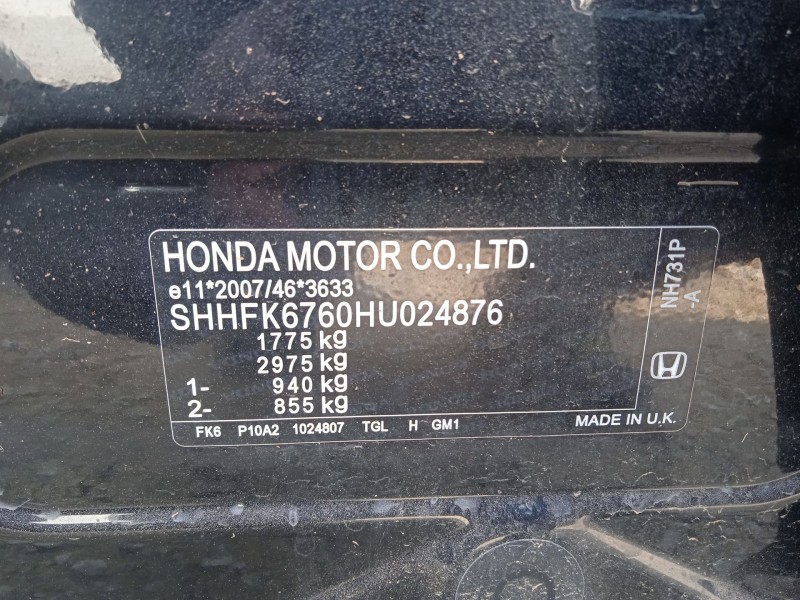 HONDA MOTOR CO.,LTD.
e11*2007/46*3633
SHHFK6760HU024876
1775 kg
2975 kg
1- 940 kg
2- 855 kg
FK6 P10A2 1024807 TGL H GM1
MADE IN U.K.
NH731P
-A